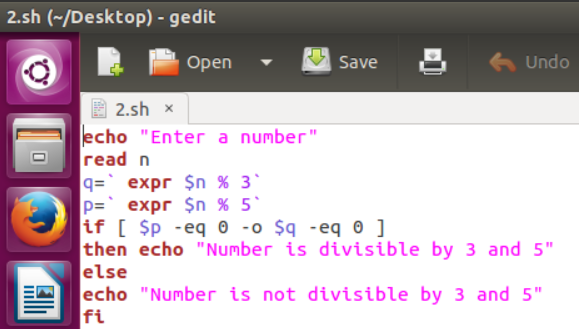 2.sh (~/Desktop) - gedit
Open Save Undo
2.sh ×
echo "Enter a number"
read n
q=` expr $n % 3`
p=` expr $n % 5`
if [ $p -eq 0 -o $q -eq 0 ]
then echo "Number is divisible by 3 and 5"
else
echo "Number is not divisible by 3 and 5"
fi